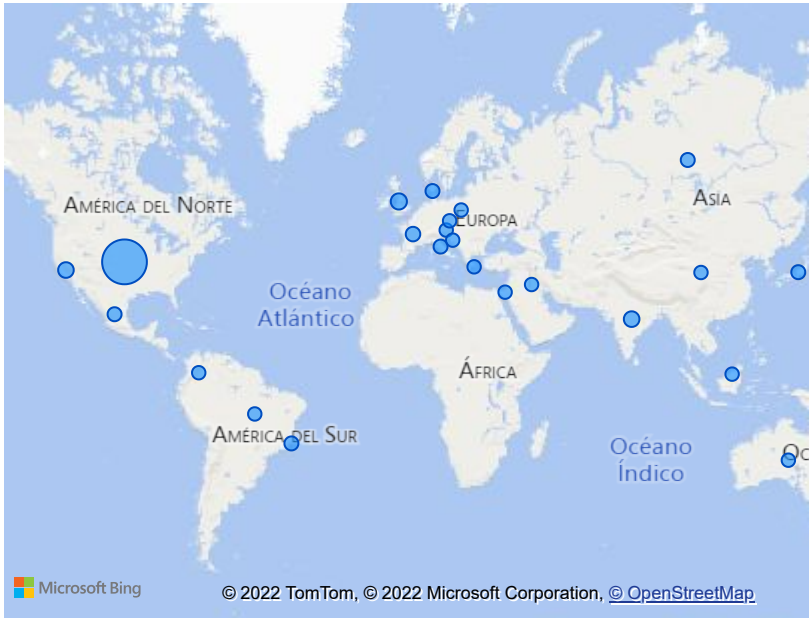 AMÉRICA DEL NORTE
ASIA
EUROPA
Océano
Atlántico
ÁFRICA
AMÉRICA DEL SUR
Océano
Índico
Oc
Microsoft Bing
© 2022 TomTom, © 2022 Microsoft Corporation, © OpenStreetMap